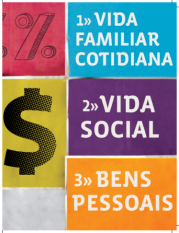 %
1» VIDA
FAMILIAR
COTIDIANA
$
2» VIDA
SOCIAL
3» BENS
PESSOAIS